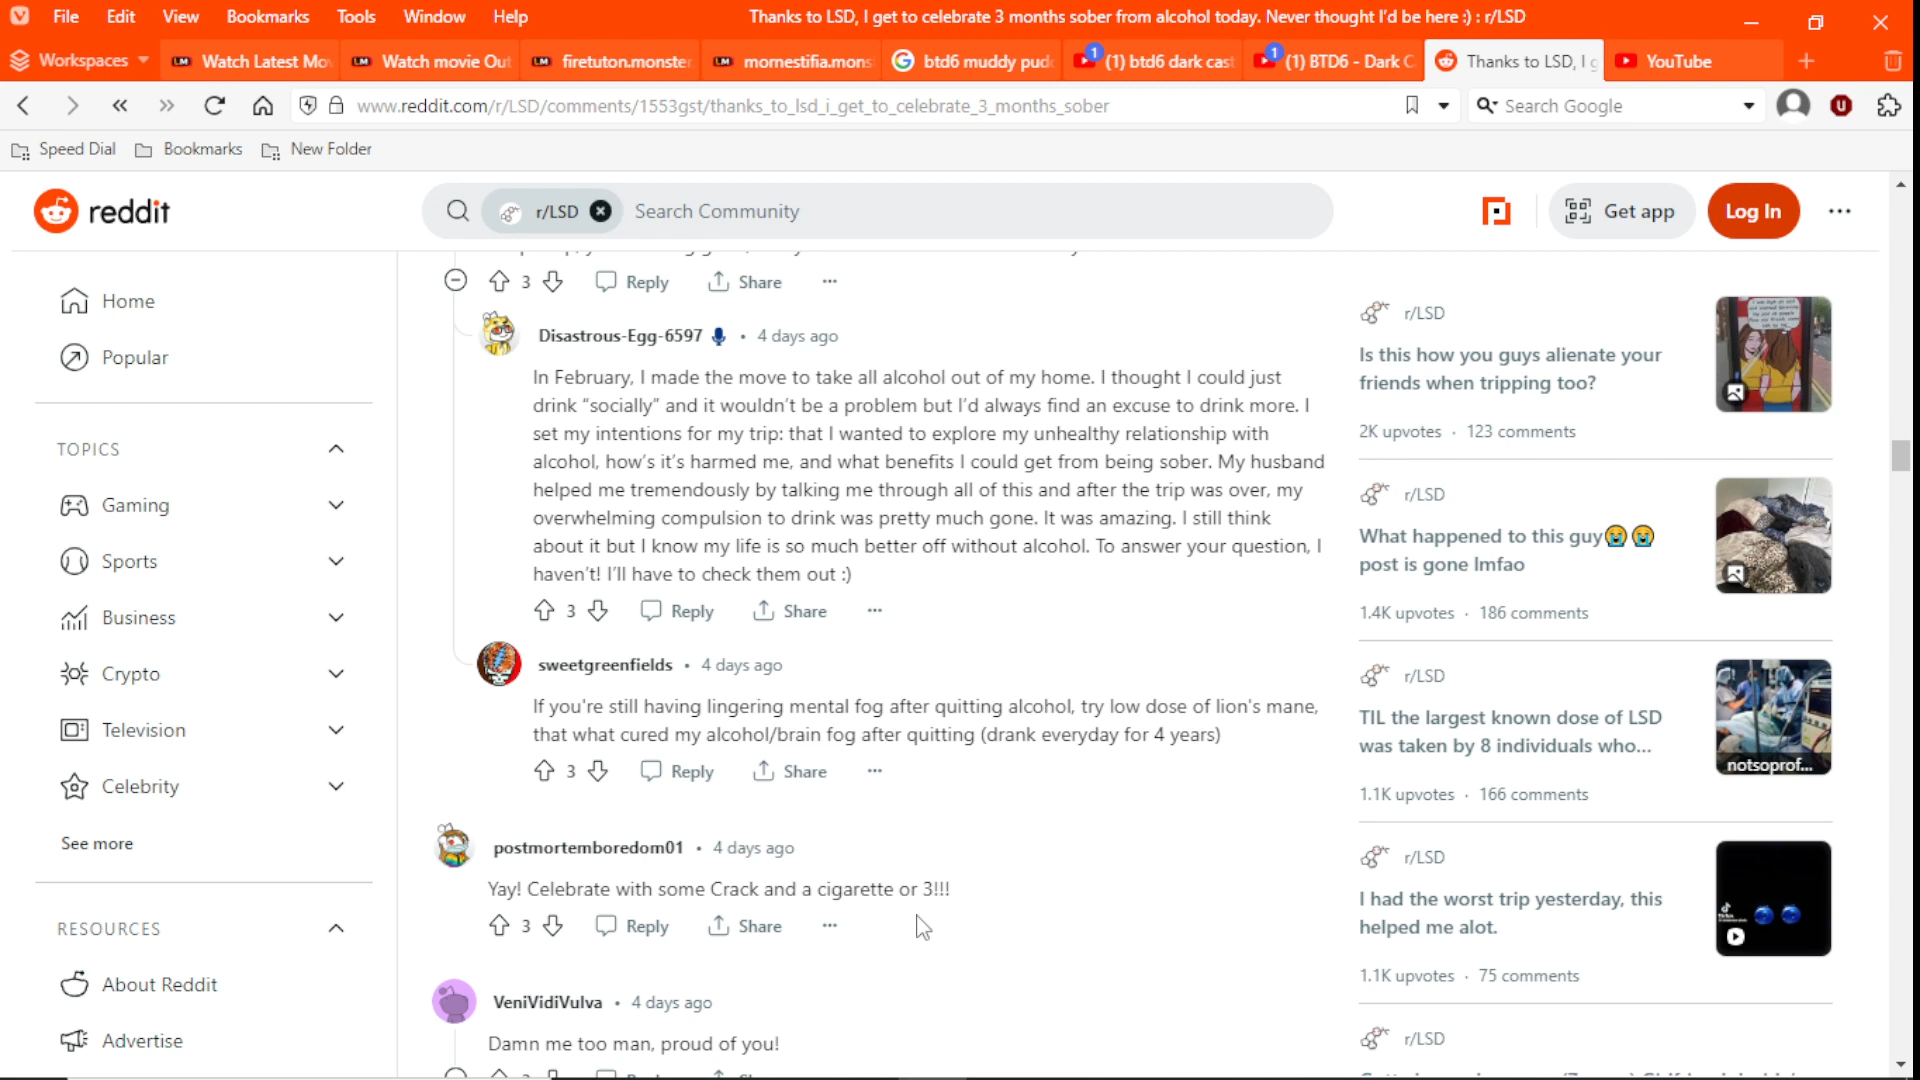 File Edit View Bookmarks Tools Window Help
Thanks to LSD, I get to celebrate 3 months sober from alcohol today. Never thought I'd be here :) : r/LSD
Workspaces
LM Watch Latest Mov
LM Watch movie Out
LM firetuton.monster
LM mornestifia.mons
btd6 muddy pud
1 (1) btd6 dark cast
1 (1) BTD6 - Dark C
Thanks to LSD, I g
YouTube
www.reddit.com/r/LSD/comments/1553gst/thanks_to_lsd_i_get_to_celebrate_3_months_sober
Search Google
Speed Dial
Bookmarks
New Folder
reddit
r/LSD
Search Community
Get app
Log In
Home
Popular
TOPICS
Gaming
Sports
Business
Crypto
Television
Celebrity
See more
RESOURCES
About Reddit
Advertise
3 Reply Share
Disastrous-Egg-6597 • 4 days ago
In February, I made the move to take all alcohol out of my home. I thought I could just
drink “socially” and it wouldn’t be a problem but I’d always find an excuse to drink more. I
set my intentions for my trip: that I wanted to explore my unhealthy relationship with
alcohol, how’s it’s harmed me, and what benefits I could get from being sober. My husband
helped me tremendously by talking me through all of this and after the trip was over, my
overwhelming compulsion to drink was pretty much gone. It was amazing. I still think
about it but I know my life is so much better off without alcohol. To answer your question, I
haven’t! I’ll have to check them out :)
3 Reply Share
sweetgreenfields • 4 days ago
If you're still having lingering mental fog after quitting alcohol, try low dose of lion's mane,
that what cured my alcohol/brain fog after quitting (drank everyday for 4 years)
3 Reply Share
postmortemboredom01 • 4 days ago
Yay! Celebrate with some Crack and a cigarette or 3!!!
3 Reply Share
VeniVidiVulva • 4 days ago
Damn me too man, proud of you!
r/LSD
Is this how you guys alienate your
friends when tripping too?
2K upvotes · 123 comments
r/LSD
What happened to this guy😭😭
post is gone lmfao
1.4K upvotes · 186 comments
r/LSD
TIL the largest known dose of LSD
was taken by 8 individuals who...
notsoprof...
1.1K upvotes · 166 comments
r/LSD
I had the worst trip yesterday, this
helped me alot.
1.1K upvotes · 75 comments
r/LSD